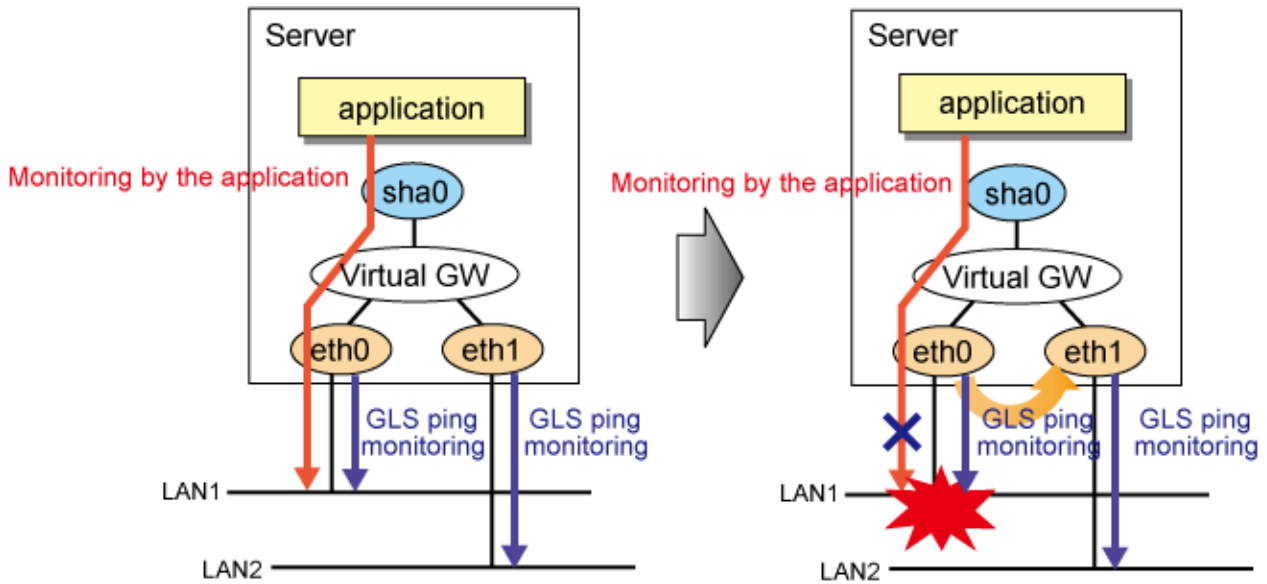 Server
application
Monitoring by the application
sha0
Virtual GW
eth0
eth1
GLS ping
monitoring
GLS ping
monitoring
LAN1
LAN2
Server
application
Monitoring by the application
sha0
Virtual GW
eth0
eth1
GLS ping
monitoring
GLS ping
monitoring
LAN1
LAN2